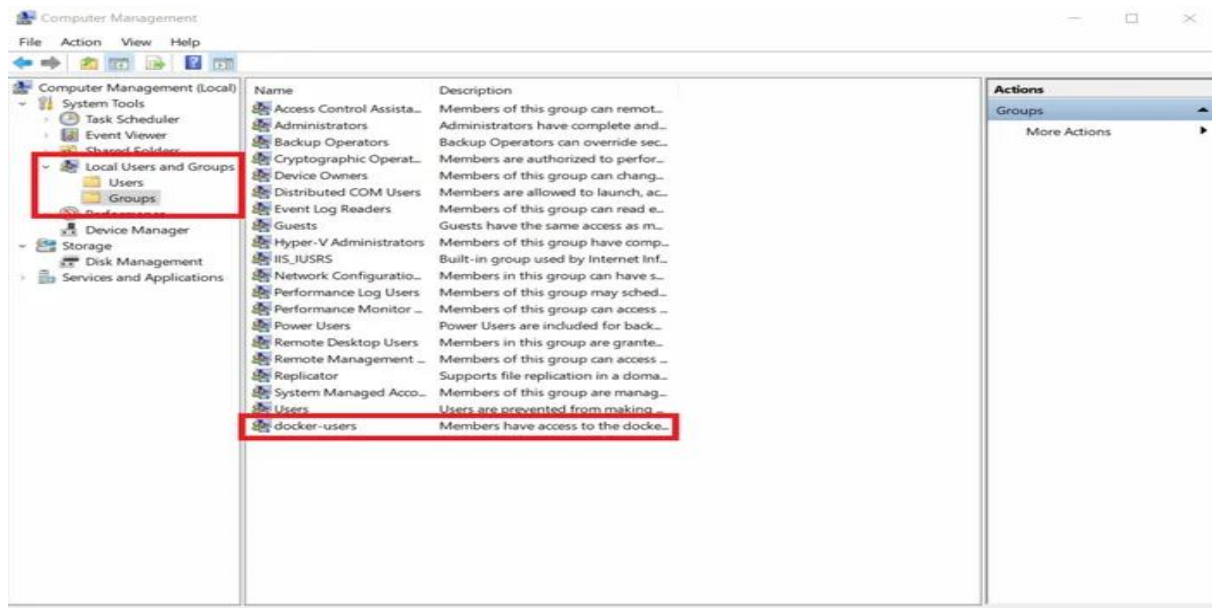 Computer Management
File Action View Help
Computer Management (Local)
System Tools
Task Scheduler
Event Viewer
Shared Folders
Local Users and Groups
Users
Groups
Performance
Device Manager
Storage
Disk Management
Services and Applications
Name Description
Access Control Assista... Members of this group can remot...
Administrators Administrators have complete and...
Backup Operators Backup Operators can override sec...
Cryptographic Operat... Members are authorized to perfor...
Device Owners Members of this group can chang...
Distributed COM Users Members are allowed to launch, ac...
Event Log Readers Members of this group can read e...
Guests Guests have the same access as m...
Hyper-V Administrators Members of this group have comp...
IIS_IUSRS Built-in group used by Internet Inf...
Network Configuratio... Members in this group can have s...
Performance Log Users Members of this group may sched...
Performance Monitor ... Members of this group can access ...
Power Users Power Users are included for back...
Remote Desktop Users Members in this group are grante...
Remote Management ... Members of this group can access ...
Replicator Supports file replication in a doma...
System Managed Acco... Members of this group are manag...
Users Users are prevented from making ...
docker-users Members have access to the docke...
Actions
Groups
More Actions